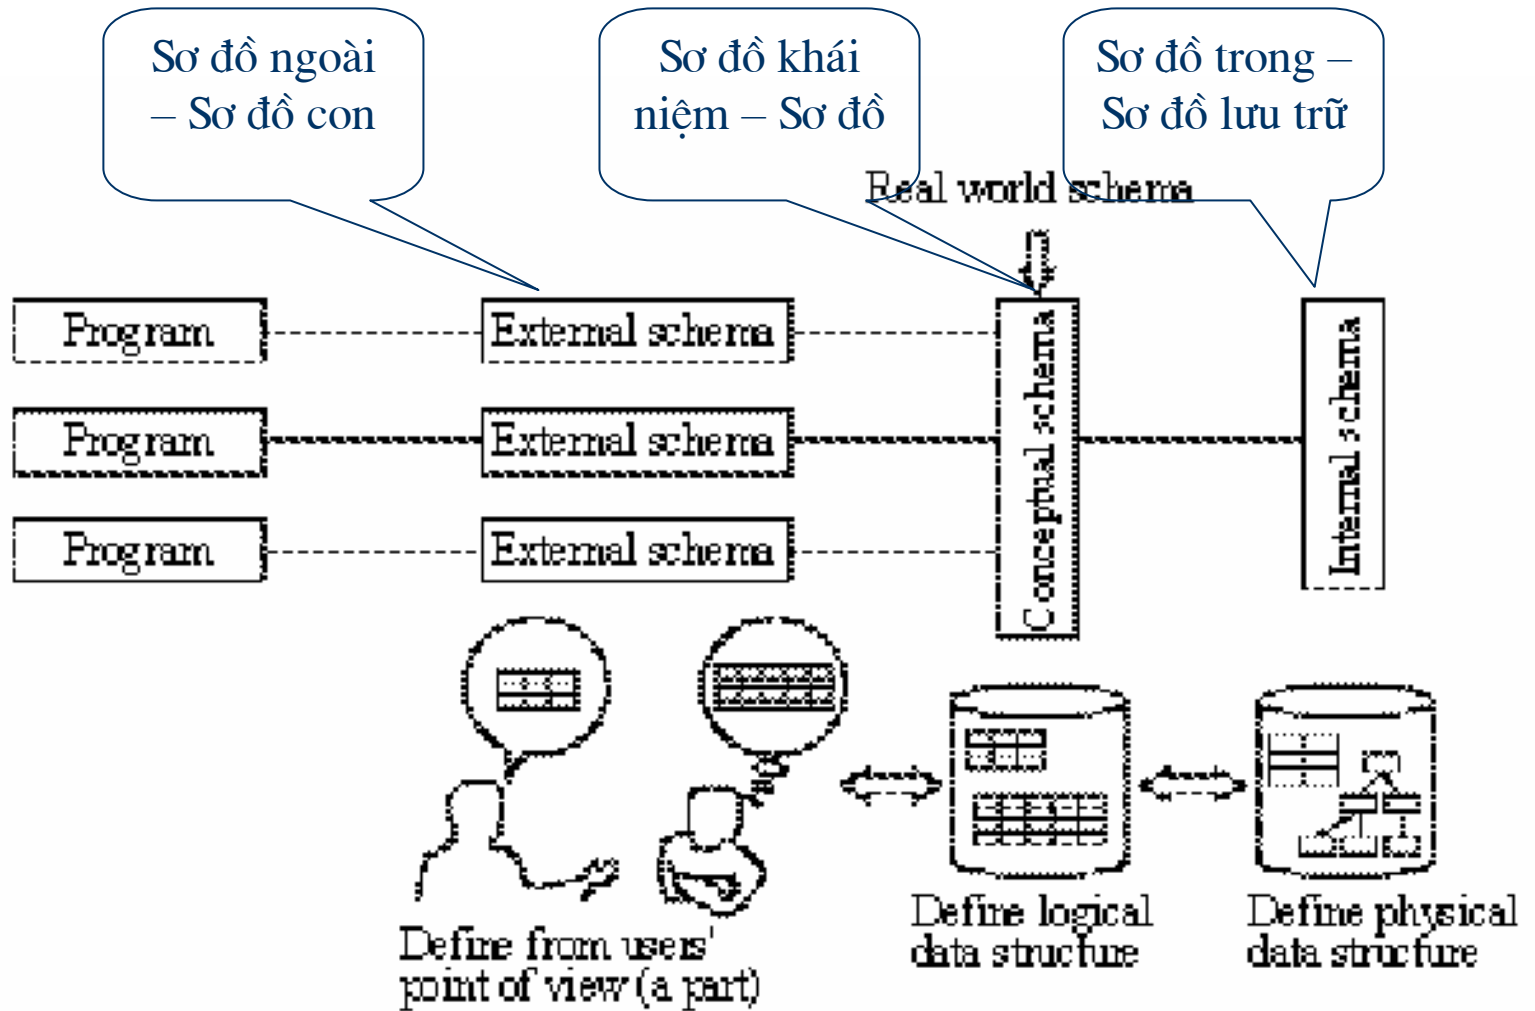 Sơ đồ ngoài
– Sơ đồ con
Sơ đồ khái
niệm – Sơ đồ
Sơ đồ trong –
Sơ đồ lưu trữ
Real world schema
Program
External schema
Program
External schema
Program
External schema
Conceptual schema
Internal schema
Define from users'
point of view (a part)
Define logical
data structure
Define physical
data structure